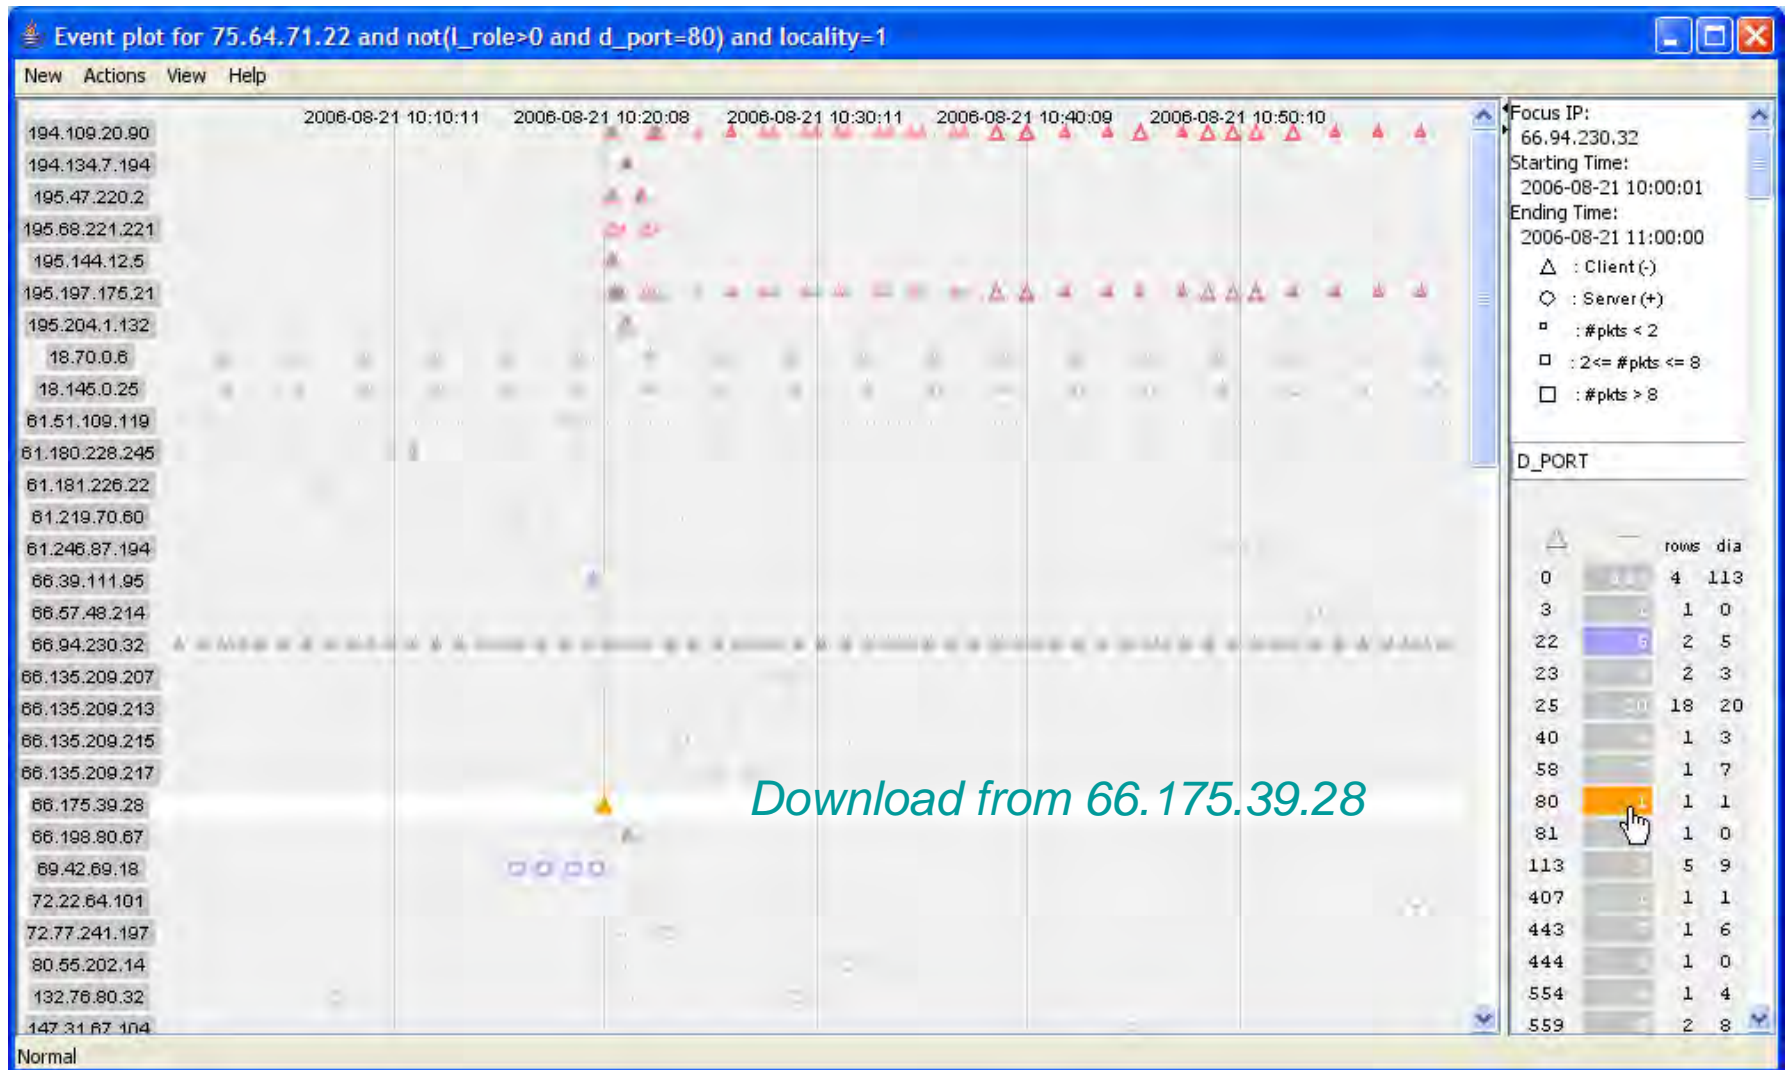 Event plot for 75.64.71.22 and not(l_role>0 and d_port=80) and locality=1
New Actions View Help
2006-08-21 10:10:11 2006-08-21 10:20:08 2006-08-21 10:30:11 2006-08-21 10:40:09 2006-08-21 10:50:10
194.109.20.90
194.134.7.194
195.47.220.2
195.68.221.221
195.144.12.5
195.197.175.21
195.204.1.132
18.70.0.6
18.145.0.25
61.51.109.119
61.180.228.245
61.181.226.22
61.219.70.60
61.246.87.194
66.39.111.95
66.57.48.214
66.94.230.32
66.135.209.207
66.135.209.213
66.135.209.215
66.135.209.217
66.175.39.28
66.198.80.67
69.42.69.18
72.22.64.101
72.77.241.197
80.55.202.14
132.76.80.32
147.31.67.104
Download from 66.175.39.28
Focus IP:
66.94.230.32
Starting Time:
2006-08-21 10:00:01
Ending Time:
2006-08-21 11:00:00
: Client (-)
: Server (+)
: #pkts < 2
: 2<= #pkts <= 8
: #pkts > 8
D_PORT
rows dia
0 4 113
3 1 0
22 2 5
23 2 3
25 20 18 20
40 1 3
58 1 7
80 1 1 1
81 1 0
113 5 9
407 1 1
443 1 6
444 1 0
554 1 4
559 2 8
Normal